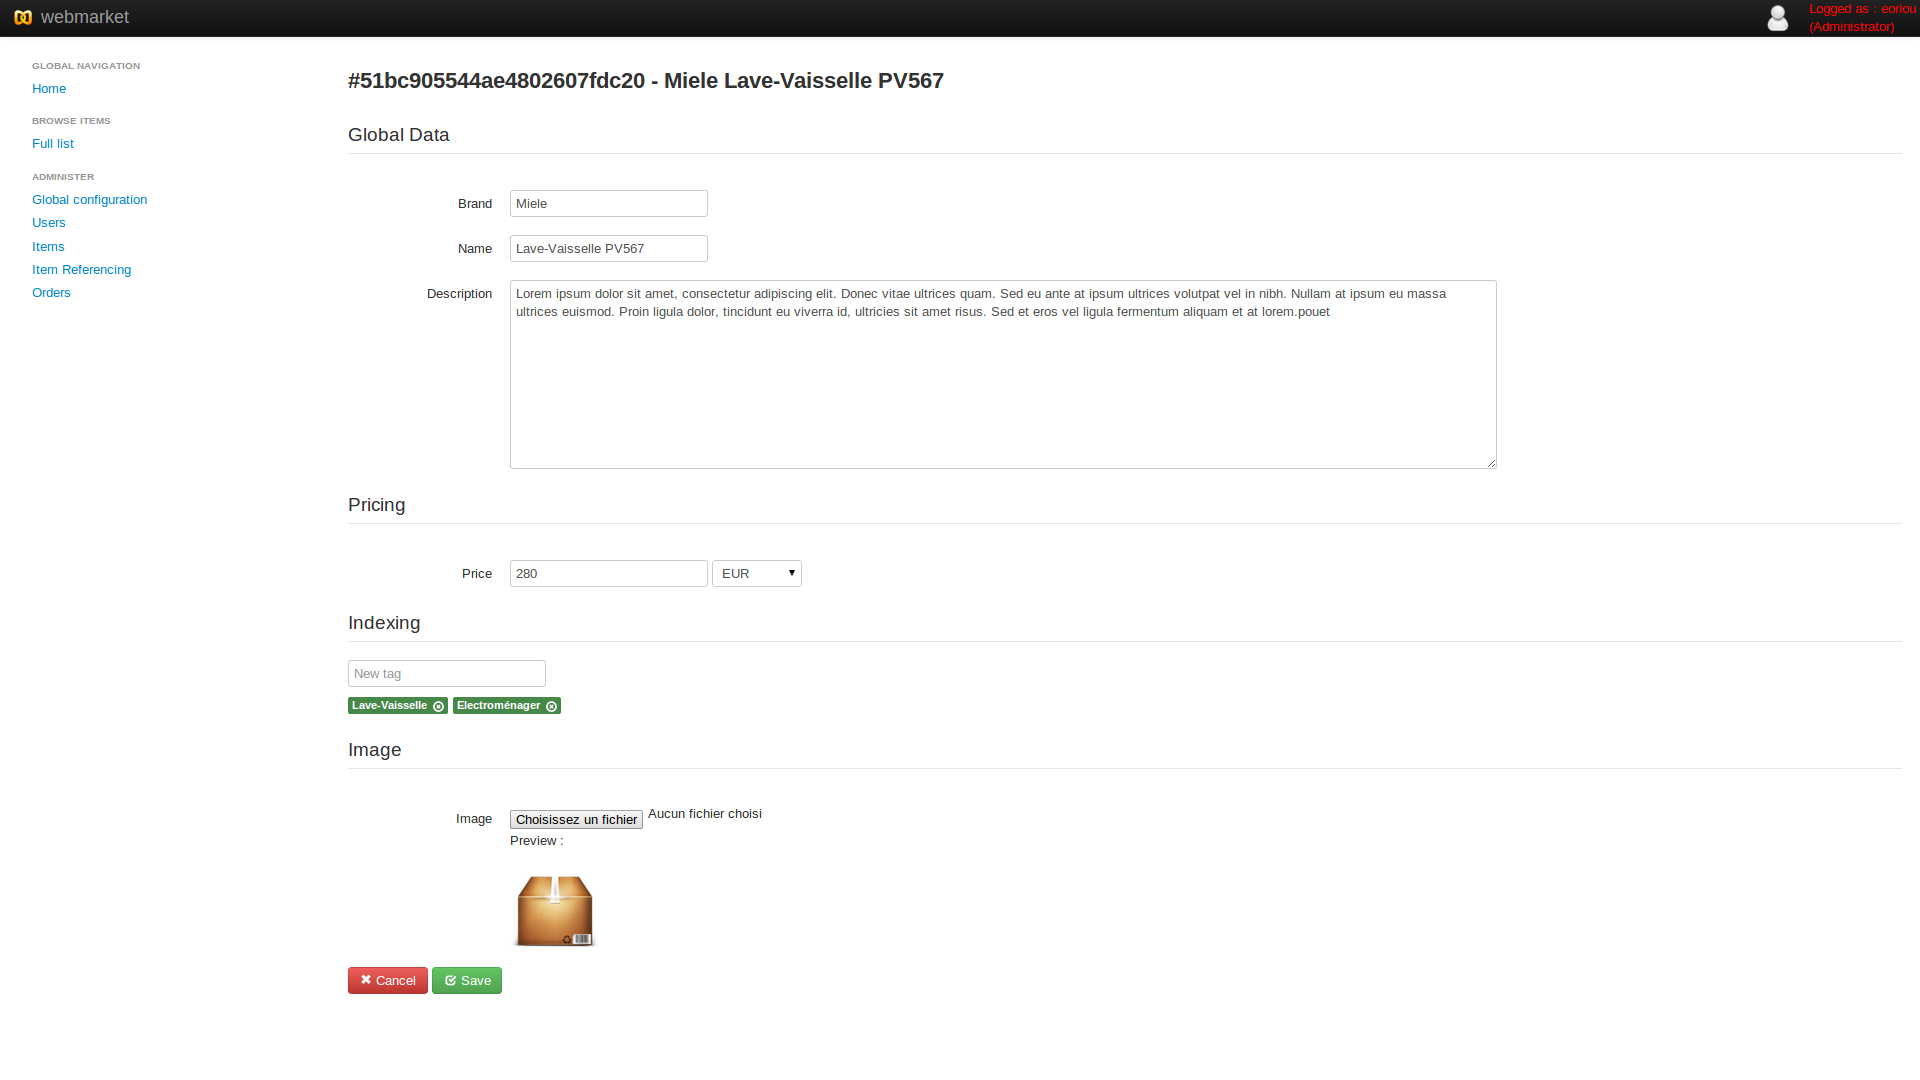 webmarket
Logged as : eoriou
(Administrator)
GLOBAL NAVIGATION
Home
BROWSE ITEMS
Full list
ADMINISTER
Global configuration
Users
Items
Item Referencing
Orders
#51bc905544ae4802607fdc20 - Miele Lave-Vaisselle PV567
Global Data
Brand
Miele
Name
Lave-Vaisselle PV567
Description
Lorem ipsum dolor sit amet, consectetur adipiscing elit. Donec vitae ultrices quam. Sed eu ante at ipsum ultrices volutpat vel in nibh. Nullam at ipsum eu massa
ultrices euismod. Proin ligula dolor, tincidunt eu viverra id, ultricies sit amet risus. Sed et eros vel ligula fermentum aliquam et at lorem.pouet
Pricing
Price
280
EUR
Indexing
New tag
Lave-Vaisselle
Electroménager
Image
Image
Choisissez un fichier
Aucun fichier choisi
Preview :
Cancel
Save